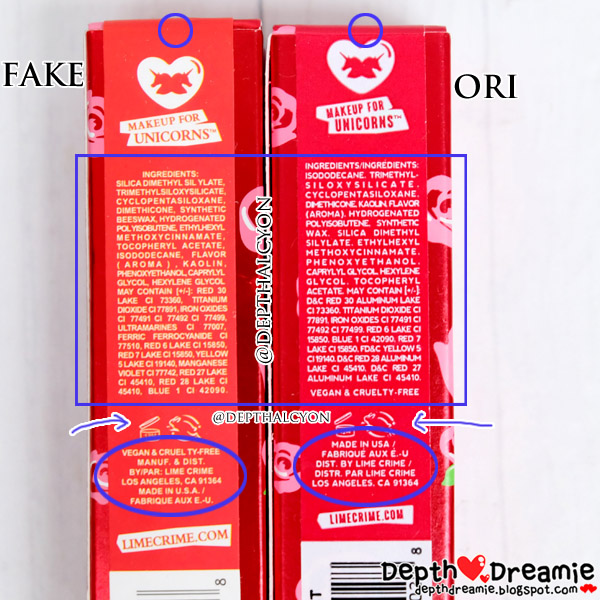 FAKE
MAKEUP FOR
UNICORNS™
INGREDIENTS:
SILICA DIMETHYL SIL YLATE,
TRIMETHYLSILOXYSILICATE,
CYCLOPENTASILOXANE,
DIMETHICONE, SYNTHETIC
BEESWAX, HYDROGENATED
POLYISOBUTENE, ETHYLHEXYL
METHOXYCINNAMATE,
TOCOPHERYL ACETATE,
ISODODECANE, FLAVOR
(AROMA), KAOLIN,
PHENOXYETHANOL, CAPRYLYL
GLYCOL, HEXYLENE GLYCOL
MAY CONTAIN [+/-]: RED 30
LAKE CI 73360, TITANIUM
DIOXIDE CI 77891, IRON OXIDES
CI 77491 CI 77492 CI 77499,
ULTRAMARINES CI 77007,
FERRIC FERROCYANIDE CI
77510, RED 6 LAKE CI 15850,
RED 7 LAKE CI 15850, YELLOW
5 LAKE CI 19140, MANGANESE
VIOLET CI 77742, RED 27 LAKE
CI 45410, RED 28 LAKE CI
45410, BLUE 1 CI 42090.
VEGAN & CRUEL TY-FREE
MANUF. & DIST.
BY/PAR: LIME CRIME
LOS ANGELES, CA 91364
MADE IN U.S.A. /
FABRIQUE AUX E.-U.
LIMECRIME.COM
8
@DEPTHALCYON
@DEPTHALCYON
ORI
MAKEUP FOR
UNICORNS™
INGREDIENTS/INGRÉDIENTS:
ISODODECANE, TRIMETHYL-
SILOXYSILICATE,
CYCLOPENTASILOXANE,
DIMETHICONE, KAOLIN, FLAVOR
(AROMA), HYDROGENATED
POLYISOBUTENE, SYNTHETIC
WAX, SILICA DIMETHYL
SILYLATE, ETHYLHEXYL
METHOXYCINNAMATE,
PHENOXYETHANOL,
CAPRYLYL GLYCOL, HEXYLENE
GLYCOL, TOCOPHERYL
ACETATE. MAY CONTAIN [+/-]:
D&C RED 30 ALUMINUM LAKE
CI 73360, TITANIUM DIOXIDE CI
77891, IRON OXIDES CI 77491 CI
77492 CI 77499, RED 6 LAKE CI
15850, BLUE 1 CI 42090, RED 7
LAKE CI 15850, FD&C YELLOW 5
CI 19140, D&C RED 28 ALUMINUM
LAKE CI 45410, D&C RED 27
ALUMINUM LAKE CI 45410.
VEGAN & CRUELTY-FREE
MADE IN USA /
FABRIQUÉ AUX É.-U
DIST. BY LIME CRIME /
DISTR. PAR LIME CRIME
LOS ANGELES, CA 91364
LIMECRIME.COM
8
Depth Dreamie
depthdreamie.blogspot.com